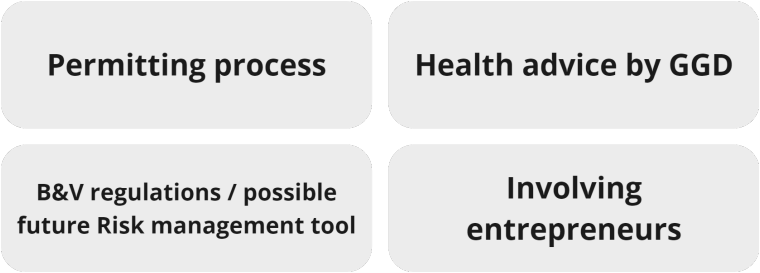 Permitting process
Health advice by GGD
B&V regulations / possible
future Risk management tool
Involving
entrepreneurs